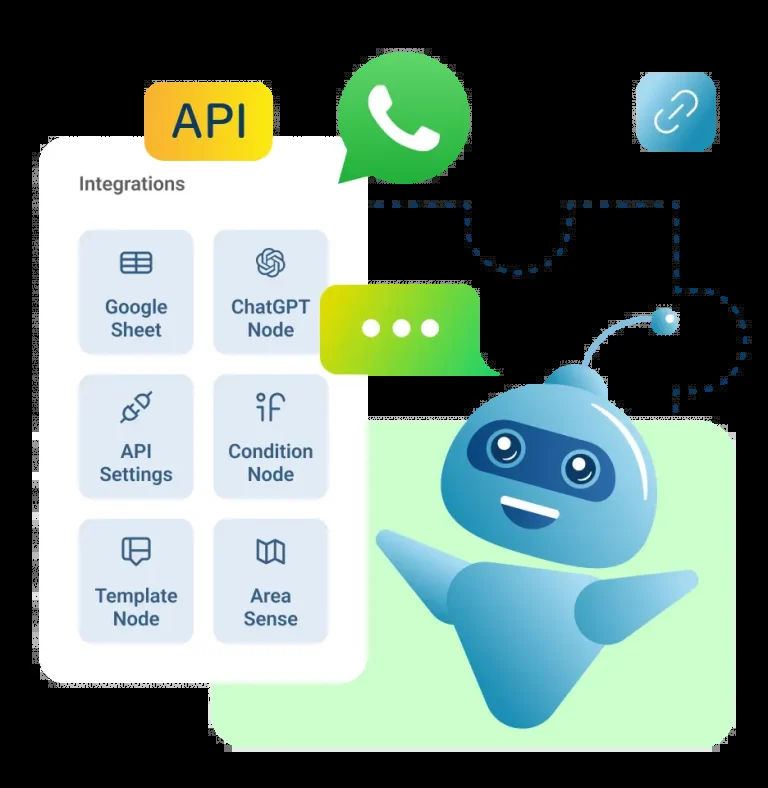 API
Integrations
Google
Sheet
ChatGPT
Node
API
Settings
Condition
Node
Template
Node
Area
Sense